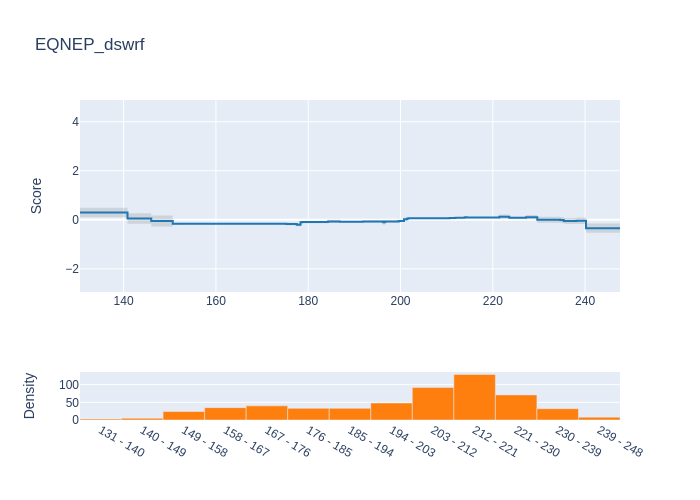 EQNEP_dswrf
Score
4
2
0
−2
140
160
180
200
220
240
Density
100
50
0
131 - 140
140 - 149
149 - 158
158 - 167
167 - 176
176 - 185
185 - 194
194 - 203
203 - 212
212 - 221
221 - 230
230 - 239
239 - 248